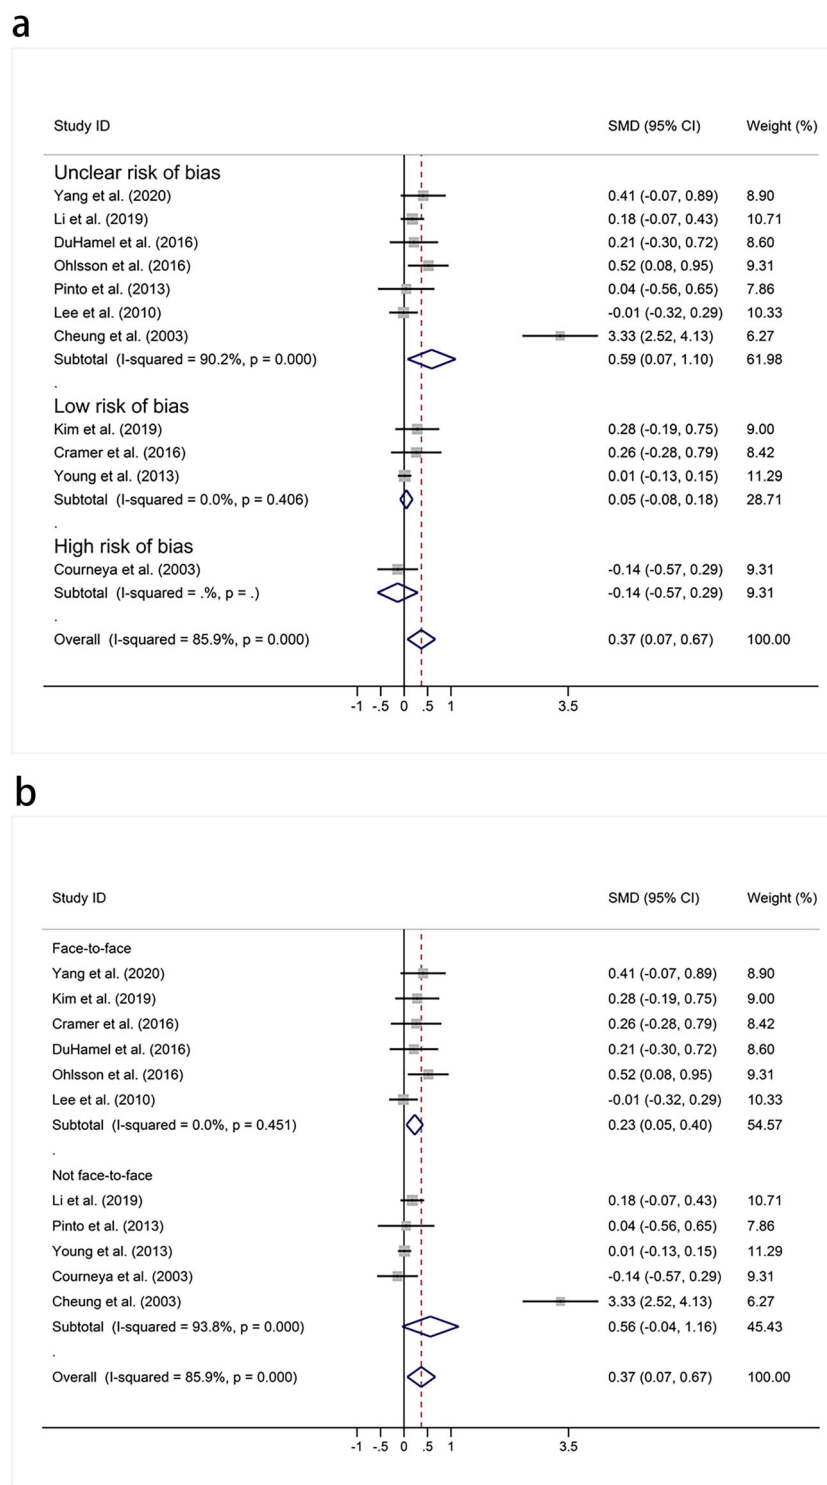 a
Study ID SMD (95% CI) Weight (%)
Unclear risk of bias
Yang et al. (2020) 0.41 (-0.07, 0.89) 8.90
Li et al. (2019) 0.18 (-0.07, 0.43) 10.71
DuHamel et al. (2016) 0.21 (-0.30, 0.72) 8.60
Ohlsson et al. (2016) 0.52 (0.08, 0.95) 9.31
Pinto et al. (2013) 0.04 (-0.56, 0.65) 7.86
Lee et al. (2010) -0.01 (-0.32, 0.29) 10.33
Cheung et al. (2003) 3.33 (2.52, 4.13) 6.27
Subtotal (I-squared = 90.2%, p = 0.000) 0.59 (0.07, 1.10) 61.98
.
Low risk of bias
Kim et al. (2019) 0.28 (-0.19, 0.75) 9.00
Cramer et al. (2016) 0.26 (-0.28, 0.79) 8.42
Young et al. (2013) 0.01 (-0.13, 0.15) 11.29
Subtotal (I-squared = 0.0%, p = 0.406) 0.05 (-0.08, 0.18) 28.71
.
High risk of bias
Courneya et al. (2003) -0.14 (-0.57, 0.29) 9.31
Subtotal (I-squared = .%, p = .) -0.14 (-0.57, 0.29) 9.31
.
Overall (I-squared = 85.9%, p = 0.000) 0.37 (0.07, 0.67) 100.00
-1 -.5 0 .5 1 3.5
b
Study ID SMD (95% CI) Weight (%)
Face-to-face
Yang et al. (2020) 0.41 (-0.07, 0.89) 8.90
Kim et al. (2019) 0.28 (-0.19, 0.75) 9.00
Cramer et al. (2016) 0.26 (-0.28, 0.79) 8.42
DuHamel et al. (2016) 0.21 (-0.30, 0.72) 8.60
Ohlsson et al. (2016) 0.52 (0.08, 0.95) 9.31
Lee et al. (2010) -0.01 (-0.32, 0.29) 10.33
Subtotal (I-squared = 0.0%, p = 0.451) 0.23 (0.05, 0.40) 54.57
.
Not face-to-face
Li et al. (2019) 0.18 (-0.07, 0.43) 10.71
Pinto et al. (2013) 0.04 (-0.56, 0.65) 7.86
Young et al. (2013) 0.01 (-0.13, 0.15) 11.29
Courneya et al. (2003) -0.14 (-0.57, 0.29) 9.31
Cheung et al. (2003) 3.33 (2.52, 4.13) 6.27
Subtotal (I-squared = 93.8%, p = 0.000) 0.56 (-0.04, 1.16) 45.43
.
Overall (I-squared = 85.9%, p = 0.000) 0.37 (0.07, 0.67) 100.00
-1 -.5 0 .5 1 3.5